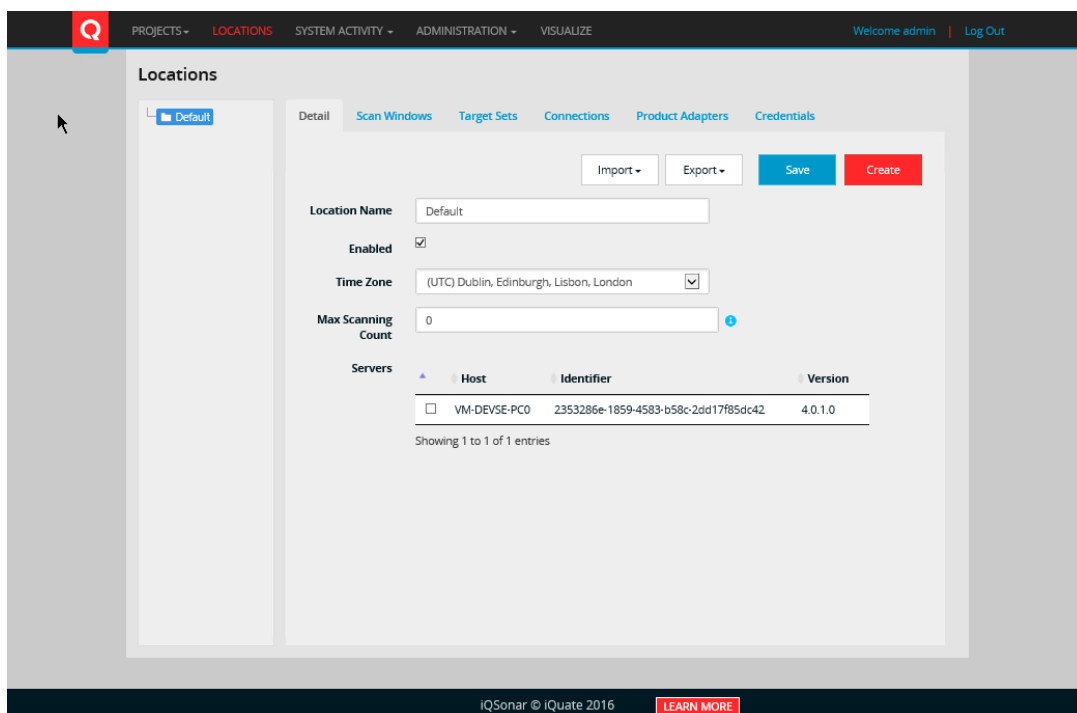 PROJECTS LOCATIONS SYSTEM ACTIVITY ADMINISTRATION VISUALIZE Welcome admin | Log Out
Locations
Default
Detail Scan Windows Target Sets Connections Product Adapters Credentials
Import Export Save Create
Location Name Default
Enabled
Time Zone (UTC) Dublin, Edinburgh, Lisbon, London
Max Scanning Count 0
Servers
Host Identifier Version
VM-DEVSE-PC0 2353286e-1859-4583-b58c-2dd17f85dc42 4.0.1.0
Showing 1 to 1 of 1 entries
iQSonar © iQuate 2016 LEARN MORE